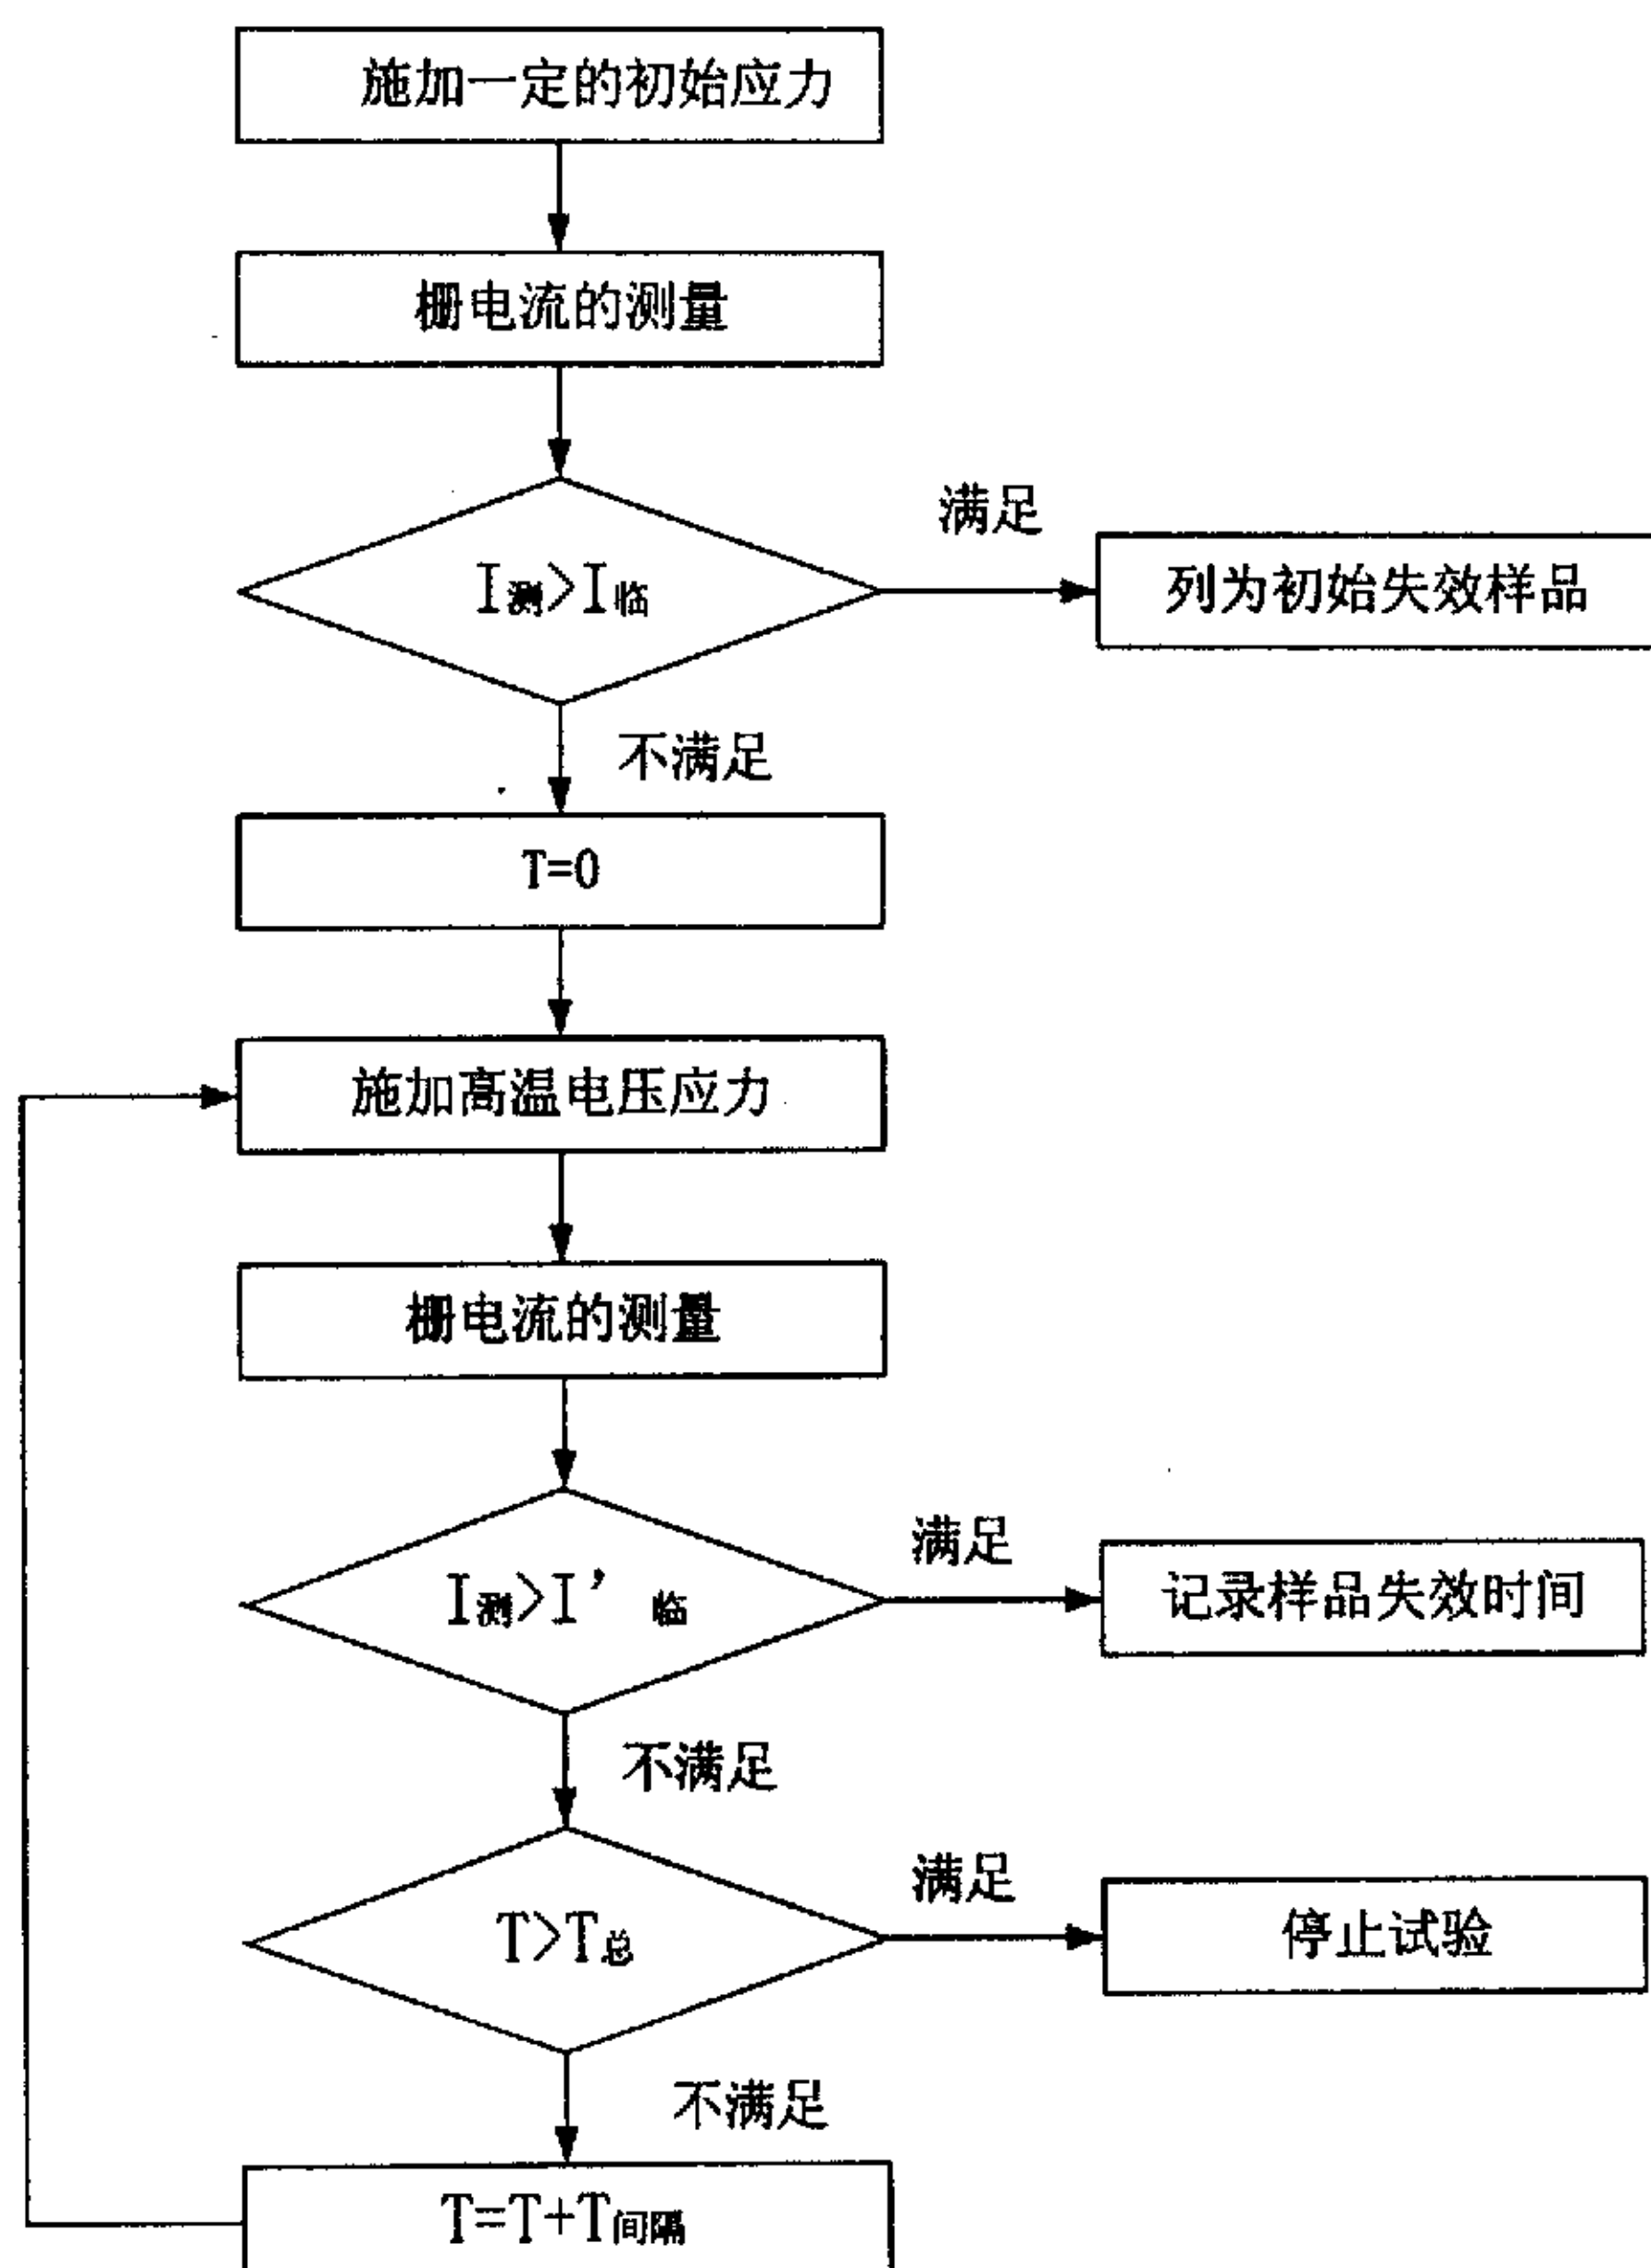 施加一定的初始应力
栅电流的测量
I测>I临
满足
列为初始失效样品
不满足
T=0
施加高温电压应力
栅电流的测量
I测>I’临
满足
记录样品失效时间
不满足
T>T总
满足
停止试验
不满足
T=T+T间隔